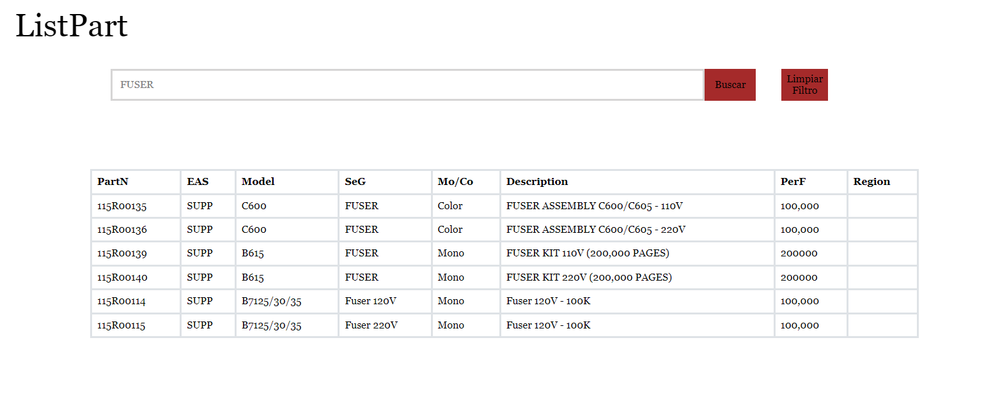 ListPart
FUSER Buscar Limpiar
Filtro
PartN EAS Model SeG Mo/Co Description PerF Region
115R00135 SUPP C600 FUSER Color FUSER ASSEMBLY C600/C605 - 110V 100,000
115R00136 SUPP C600 FUSER Color FUSER ASSEMBLY C600/C605 - 220V 100,000
115R00139 SUPP B615 FUSER Mono FUSER KIT 110V (200,000 PAGES) 200000
115R00140 SUPP B615 FUSER Mono FUSER KIT 220V (200,000 PAGES) 200000
115R00114 SUPP B7125/30/35 Fuser 120V Mono Fuser 120V - 100K 100,000
115R00115 SUPP B7125/30/35 Fuser 220V Mono Fuser 120V - 100K 100,000